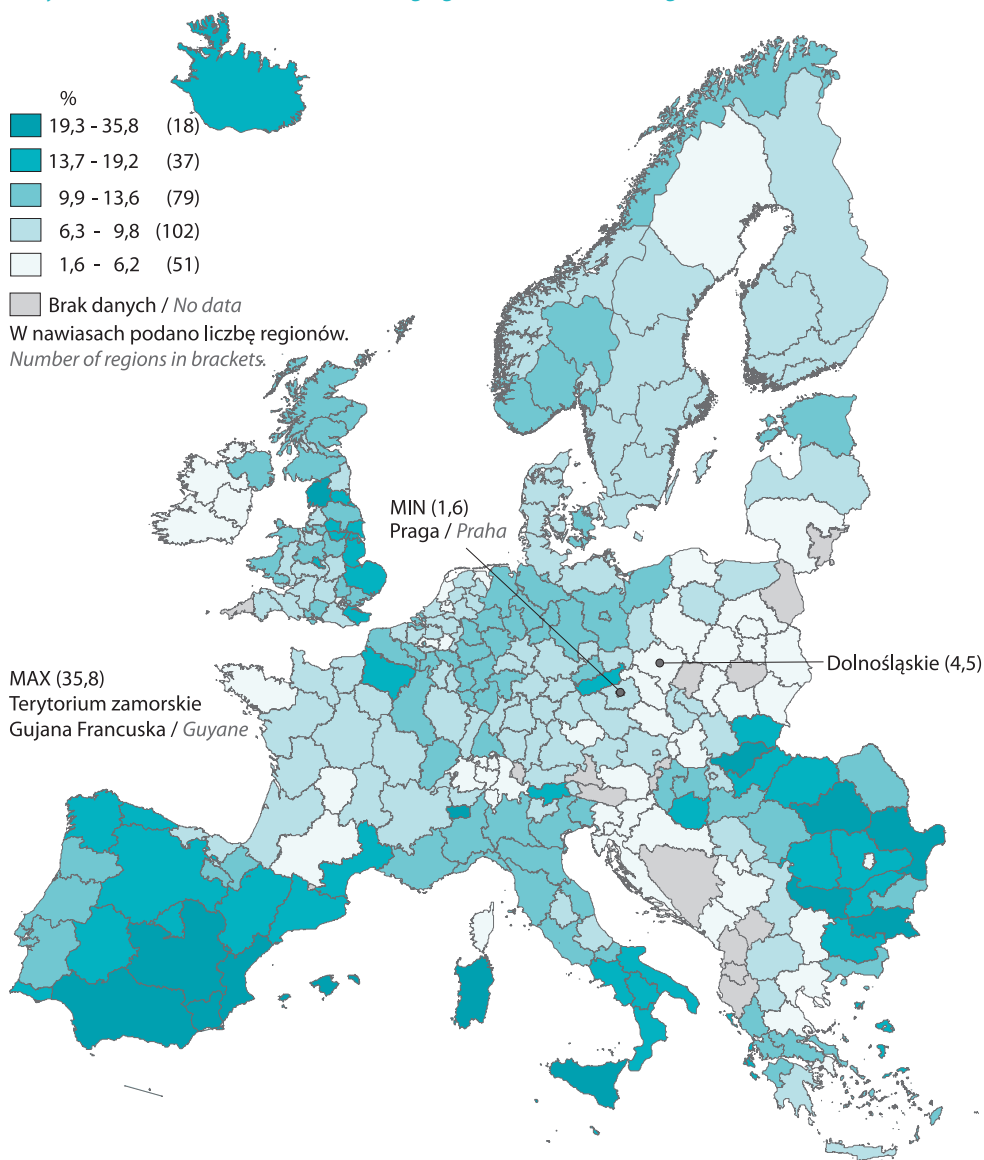 %
19,3 - 35,8 (18)
13,7 - 19,2 (37)
9,9 - 13,6 (79)
6,3 - 9,8 (102)
1,6 - 6,2 (51)
Brak danych / No data
W nawiasach podano liczbę regionów.
Number of regions in brackets.
MIN (1,6)
Praga / Praha
Dolnośląskie (4,5)
MAX (35,8)
Terytorium zamorskie
Gujana Francuska / Guyane